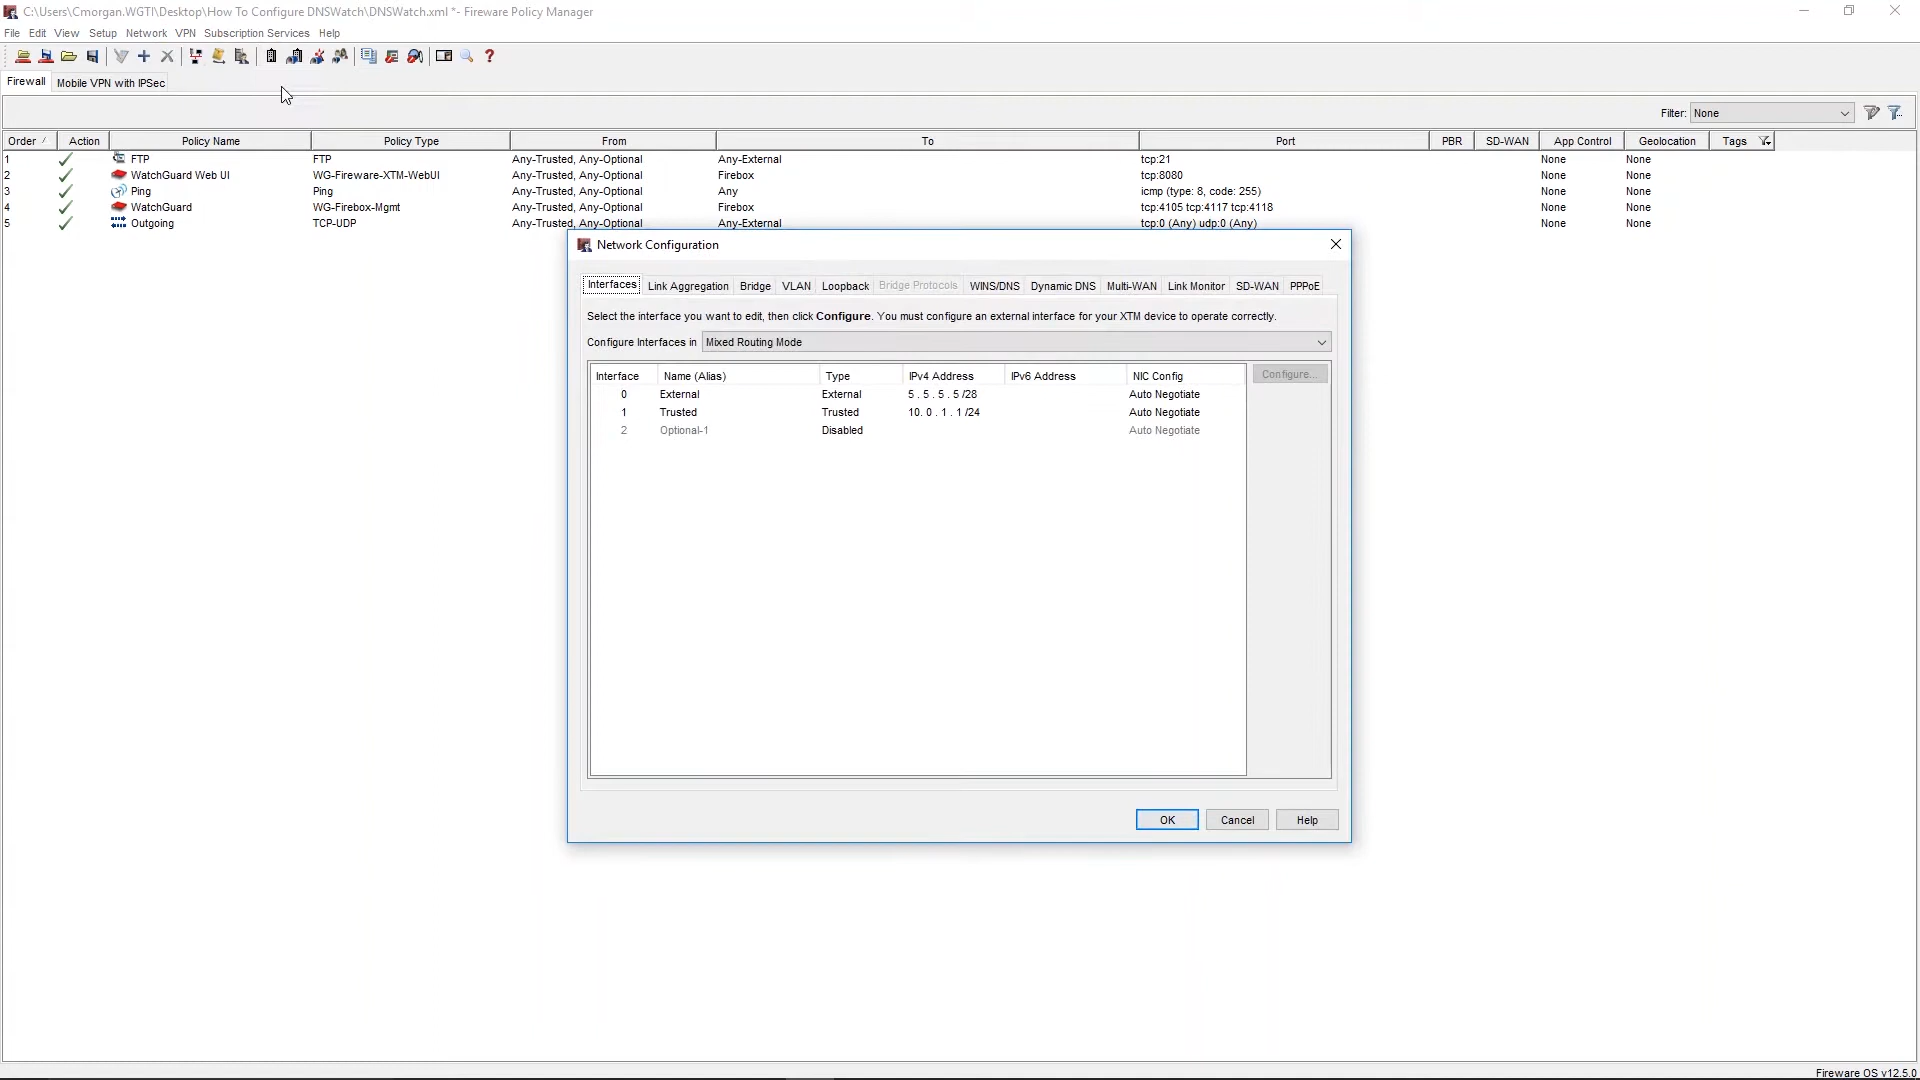 C:\Users\Cmorgan.WGTI\Desktop\How To Configure DNSWatch\DNSWatch.xml *- Fireware Policy Manager
File Edit View Setup Network VPN Subscription Services Help
Firewall Mobile VPN with IPSec
Filter: None
Order Action Policy Name Policy Type From To Port PBR SD-WAN App Control Geolocation Tags
1 FTP FTP Any-Trusted, Any-Optional Any-External tcp:21 None None
2 WatchGuard Web UI WG-Fireware-XTM-WebUI Any-Trusted, Any-Optional Firebox tcp:8080 None None
3 Ping Ping Any-Trusted, Any-Optional Any icmp (type: 8, code: 255) None None
4 WatchGuard WG-Firebox-Mgmt Any-Trusted, Any-Optional Firebox tcp:4105 tcp:4117 tcp:4118 None None
5 Outgoing TCP-UDP Any-Trusted, Any-Optional Any-External tcp:0 (Any) udp:0 (Any) None None
Network Configuration
Interfaces Link Aggregation Bridge VLAN Loopback Bridge Protocols WINS/DNS Dynamic DNS Multi-WAN Link Monitor SD-WAN PPPoE
Select the interface you want to edit, then click Configure. You must configure an external interface for your XTM device to operate correctly.
Configure Interfaces in Mixed Routing Mode
Interface Name (Alias) Type IPv4 Address IPv6 Address NIC Config Configure...
0 External External 5 . 5 . 5 . 5 /28 Auto Negotiate
1 Trusted Trusted 10. 0 . 1 . 1 /24 Auto Negotiate
2 Optional-1 Disabled Auto Negotiate
OK Cancel Help
Fireware OS v12.5.0